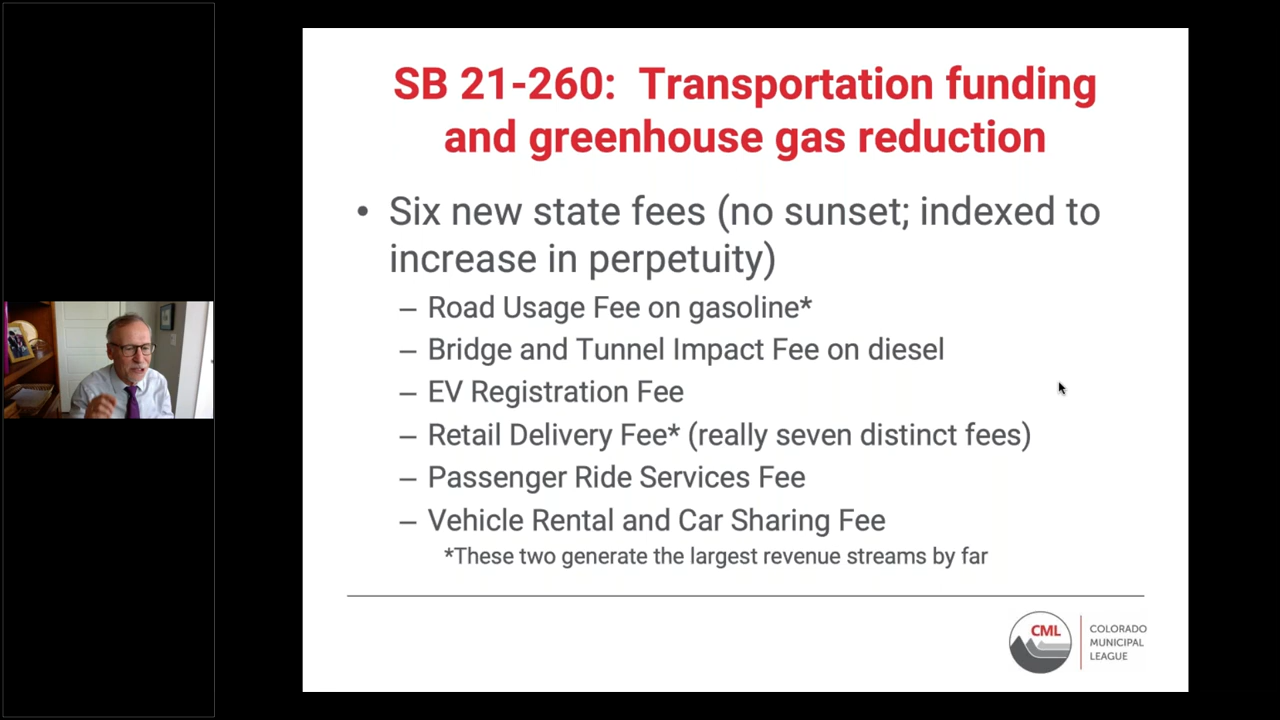 SB 21-260: Transportation funding
and greenhouse gas reduction
• Six new state fees (no sunset; indexed to
increase in perpetuity)
– Road Usage Fee on gasoline*
– Bridge and Tunnel Impact Fee on diesel
– EV Registration Fee
– Retail Delivery Fee* (really seven distinct fees)
– Passenger Ride Services Fee
– Vehicle Rental and Car Sharing Fee
*These two generate the largest revenue streams by far
CML
COLORADO
MUNICIPAL
LEAGUE